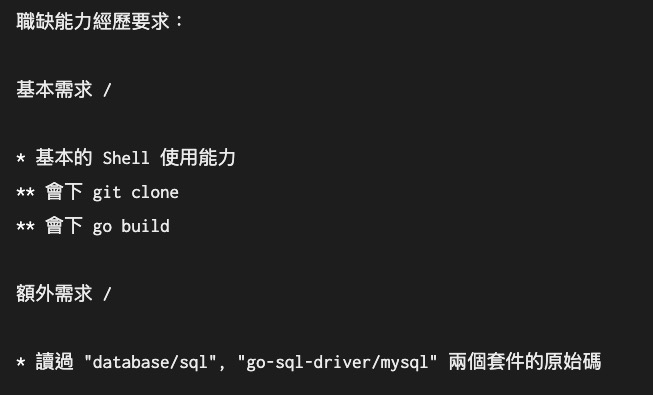 職缺能力經歷要求：
基本需求 /
* 基本的 Shell 使用能力
** 會下 git clone
** 會下 go build
額外需求 /
* 讀過 "database/sql", "go-sql-driver/mysql" 兩個套件的原始碼